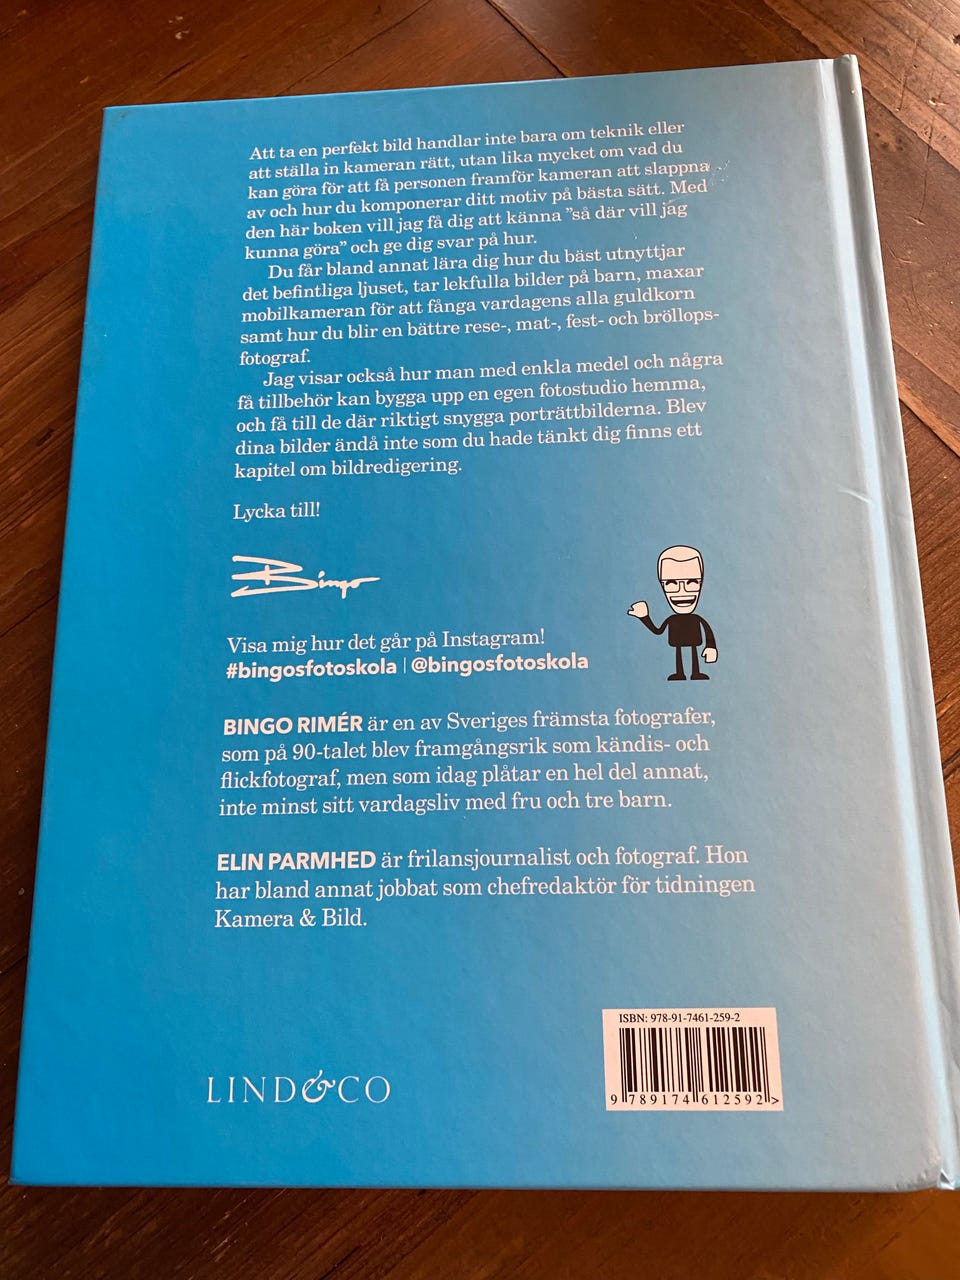 Att ta en perfekt bild handlar inte bara om teknik eller
att ställa in kameran rätt, utan lika mycket om vad du
kan göra för att få personen framför kameran att slappna
av och hur du komponerar ditt motiv på bästa sätt. Med
den här boken vill jag få dig att känna ”så där vill jag
kunna göra” och ge dig svar på hur.
Du får bland annat lära dig hur du bäst utnyttjar
det befintliga ljuset, tar lekfulla bilder på barn, maxar
mobilkameran för att fånga vardagens alla guldkorn
samt hur du blir en bättre rese-, mat-, fest- och bröllops-
fotograf.
Jag visar också hur man med enkla medel och några
få tillbehör kan bygga upp en egen fotostudio hemma,
och få till de där riktigt snygga porträttbilderna. Blev
dina bilder ändå inte som du hade tänkt dig finns ett
kapitel om bildredigering.
Lycka till!
Bingo
Visa mig hur det går på Instagram!
#bingosfotoskola | @bingosfotoskola
BINGO RIMÉR är en av Sveriges främsta fotografer,
som på 90-talet blev framgångsrik som kändis- och
flickfotograf, men som idag plåtar en hel del annat,
inte minst sitt vardagsliv med fru och tre barn.
ELIN PARMHED är frilansjournalist och fotograf. Hon
har bland annat jobbat som chefredaktör för tidningen
Kamera & Bild.
LIND&CO
ISBN: 978-91-7461-259-2
9 789174 612592 >